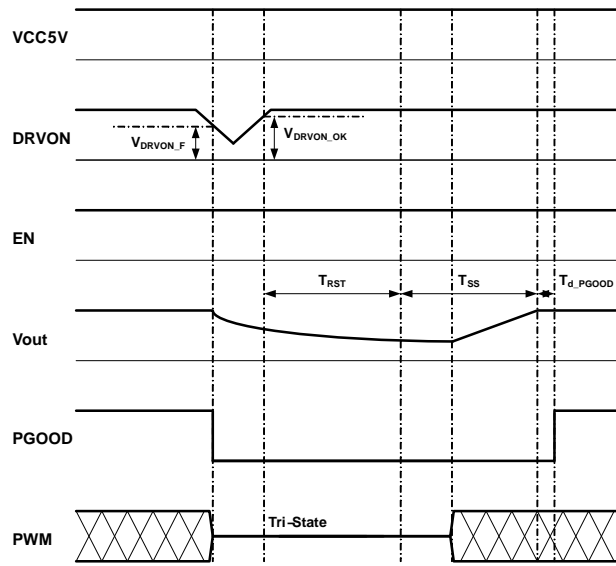 VCC5V
DRVON
VDRVON_F
VDRVON_OK
EN
TRST
TSS
Td_PGOOD
Vout
PGOOD
Tri-State
PWM